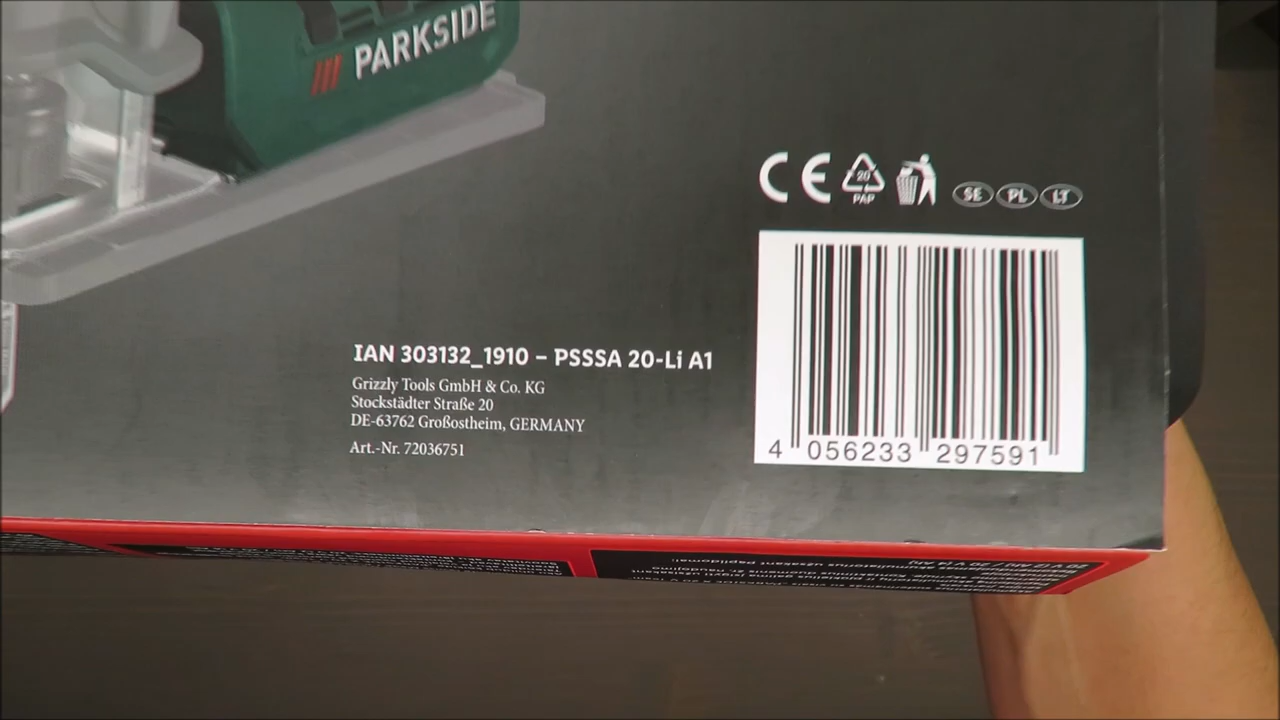 PARKSIDE
CE
20
PAP
SE PL LT
IAN 303132_1910 – PSSSA 20-Li A1
Grizzly Tools GmbH & Co. KG
Stockstädter Straße 20
DE-63762 Großostheim, GERMANY
Art.-Nr. 72036751
4 056233 297591